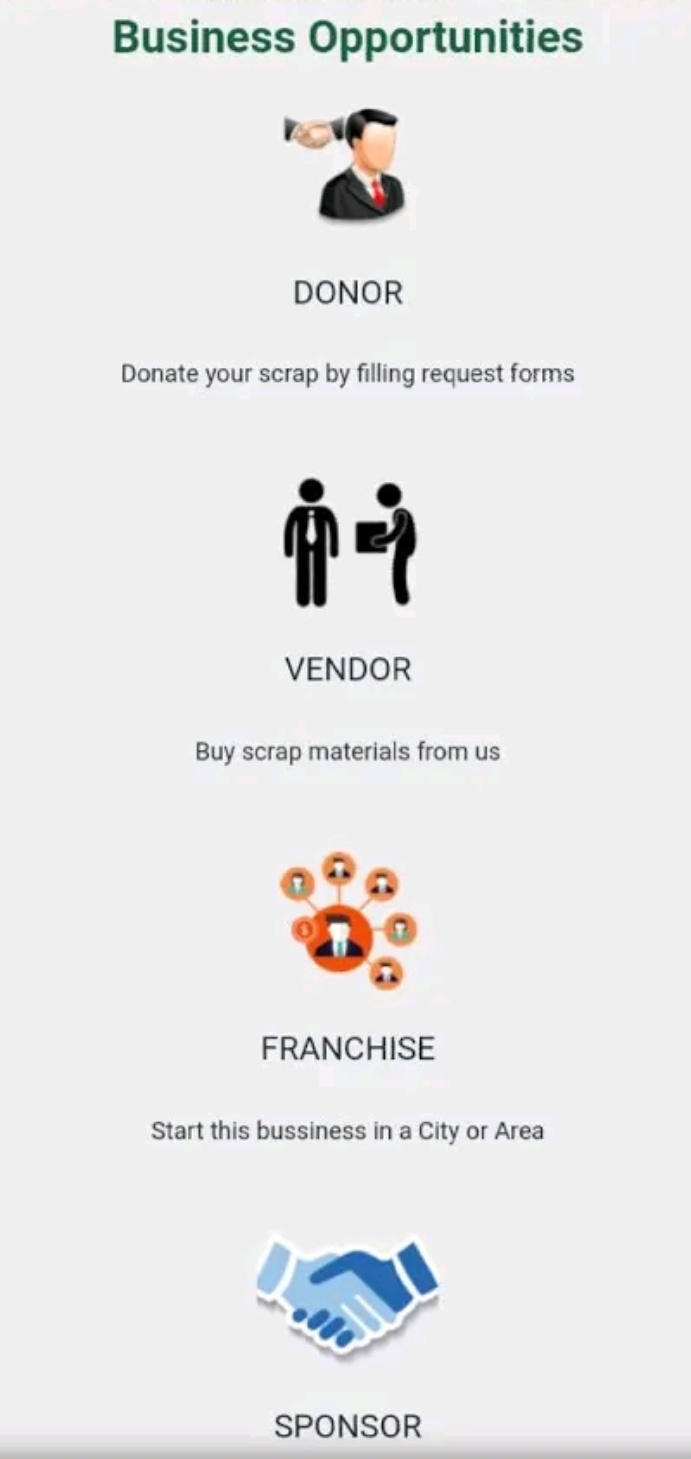 Business Opportunities
DONOR
Donate your scrap by filling request forms
VENDOR
Buy scrap materials from us
FRANCHISE
Start this bussiness in a City or Area
SPONSOR